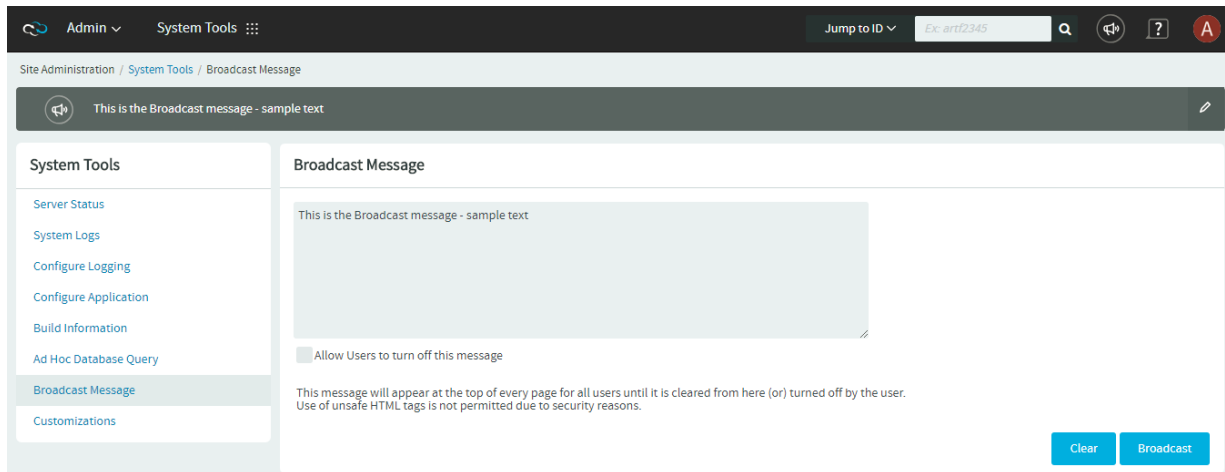 Admin
System Tools
Jump to ID
Ex: artf2345
?
A
Site Administration / System Tools / Broadcast Message
This is the Broadcast message - sample text
System Tools
Server Status
System Logs
Configure Logging
Configure Application
Build Information
Ad Hoc Database Query
Broadcast Message
Customizations
Broadcast Message
This is the Broadcast message - sample text
Allow Users to turn off this message
This message will appear at the top of every page for all users until it is cleared from here (or) turned off by the user.
Use of unsafe HTML tags is not permitted due to security reasons.
Clear
Broadcast